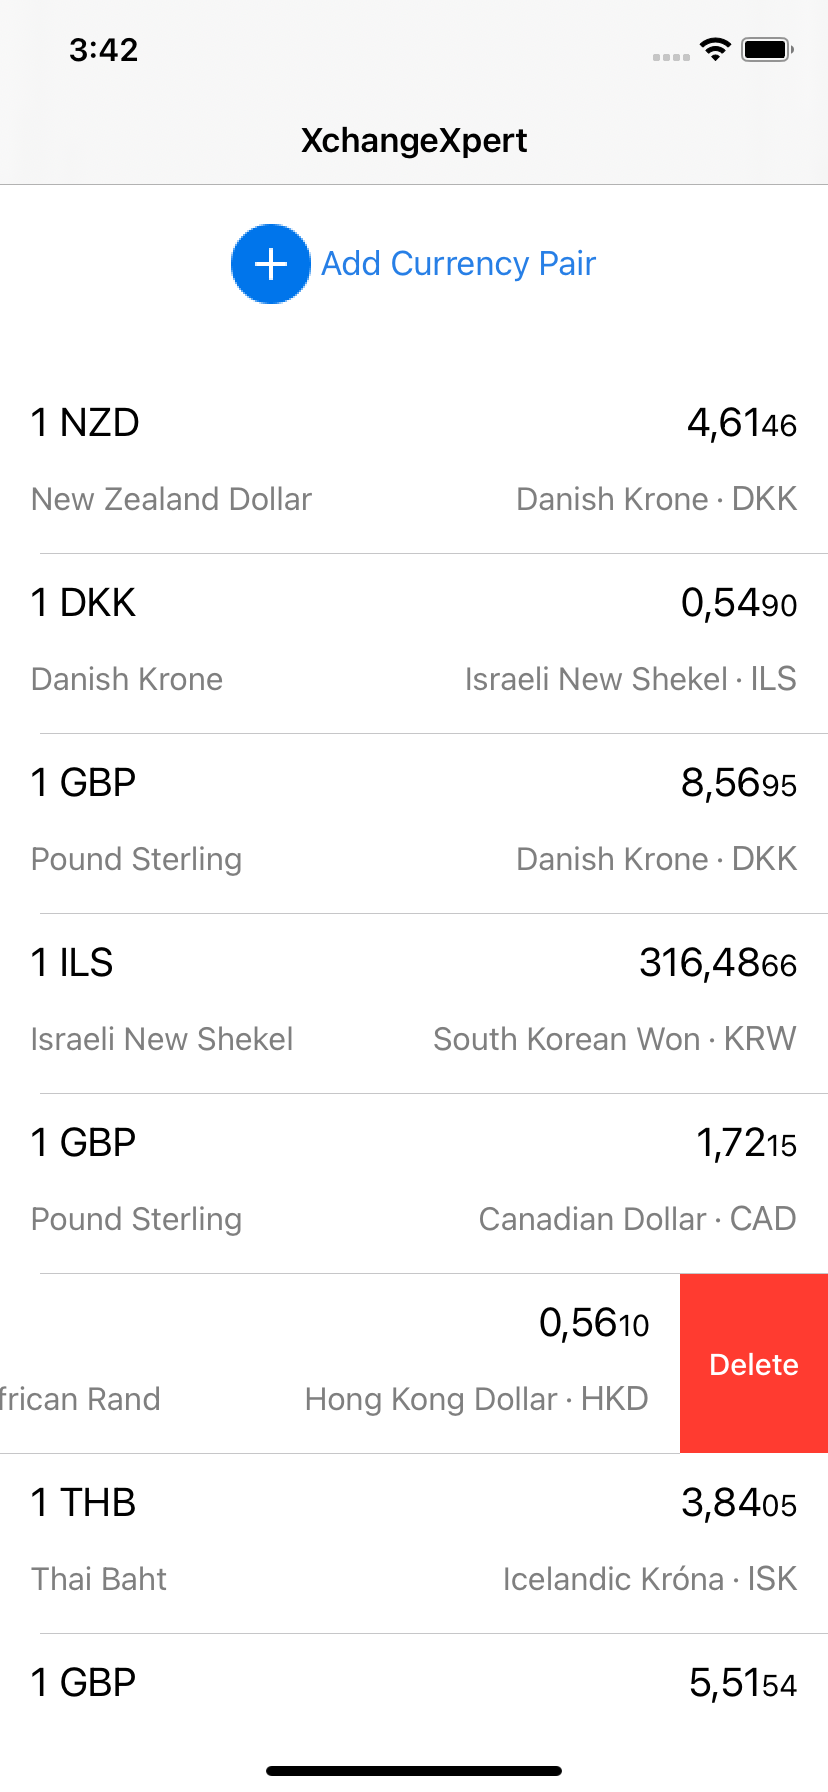 3:42
XchangeXpert
Add Currency Pair
1 NZD 4,6146
New Zealand Dollar Danish Krone · DKK
1 DKK 0,5490
Danish Krone Israeli New Shekel · ILS
1 GBP 8,5695
Pound Sterling Danish Krone · DKK
1 ILS 316,4866
Israeli New Shekel South Korean Won · KRW
1 GBP 1,7215
Pound Sterling Canadian Dollar · CAD
0,5610
Delete
frican Rand Hong Kong Dollar · HKD
1 THB 3,8405
Thai Baht Icelandic Króna · ISK
1 GBP 5,5154